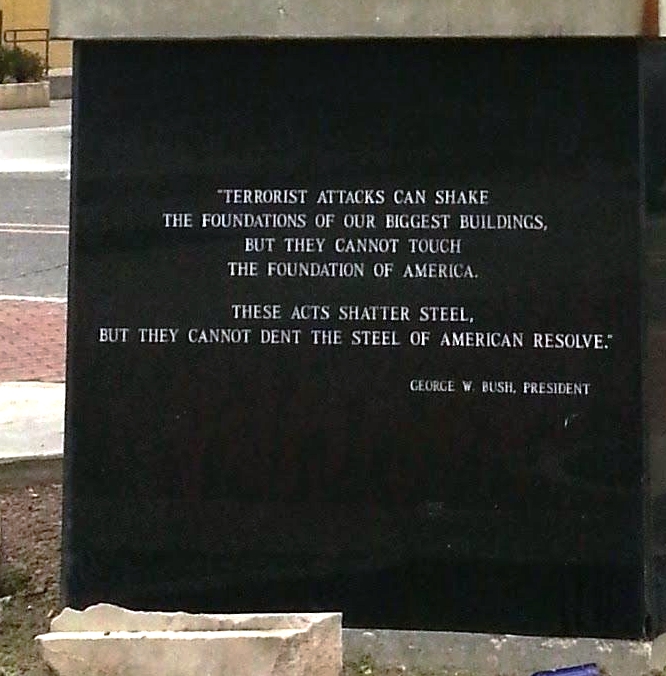 "TERRORIST ATTACKS CAN SHAKE
THE FOUNDATIONS OF OUR BIGGEST BUILDINGS,
BUT THEY CANNOT TOUCH
THE FOUNDATION OF AMERICA.
THESE ACTS SHATTER STEEL,
BUT THEY CANNOT DENT THE STEEL OF AMERICAN RESOLVE."
GEORGE W. BUSH, PRESIDENT